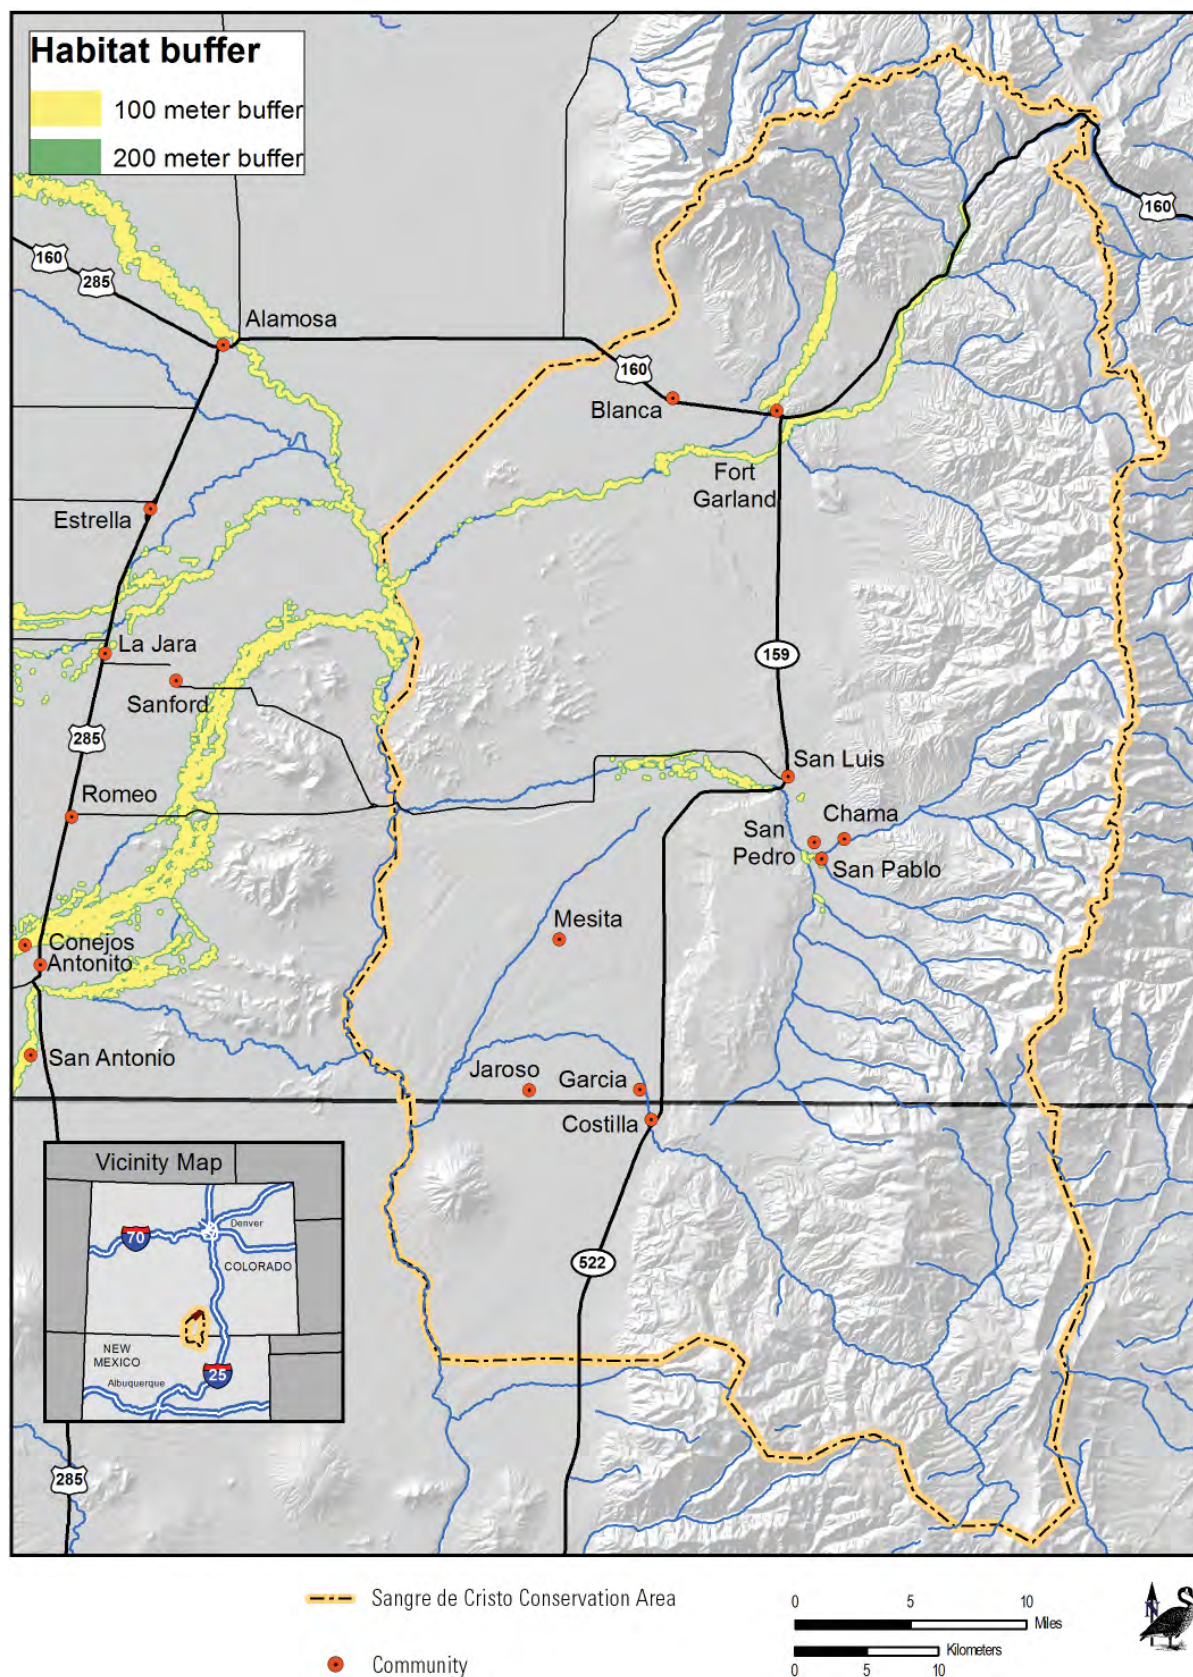 Habitat buffer
100 meter buffer
200 meter buffer
160
160
285
Alamosa
160
Blanca
Fort
Garland
Estrella
La Jara
159
Sanford
285
San Luis
Romeo
Chama
San
Pedro
San Pablo
Mesita
Conejos
Antonito
San Antonio
Jaroso
Garcia
Costilla
Vicinity Map
70
Denver
COLORADO
522
NEW
MEXICO
Albuquerque
25
285
Sangre de Cristo Conservation Area
0 5 10
Miles
N
Kilometers
Community
0 5 10